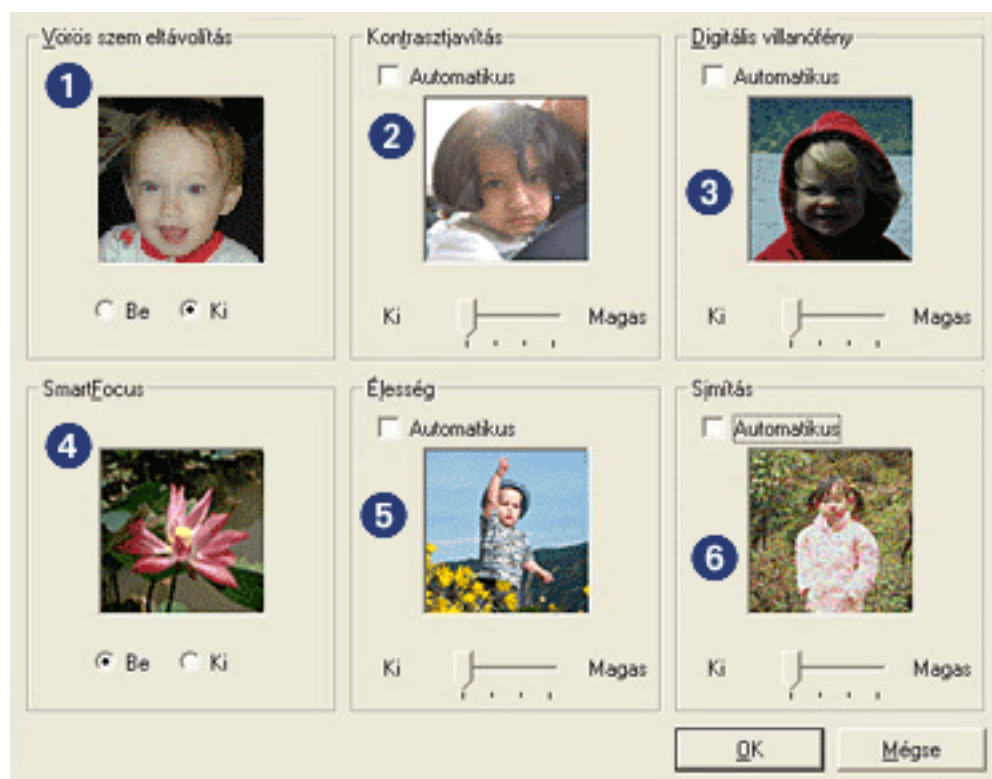 Vörös szem eltávolítás
1
Be Ki
Kontrasztjavítás
Automatikus
2
Ki Magas
Digitális villanófény
Automatikus
3
Ki Magas
SmartFocus
4
Be Ki
Élesség
Automatikus
5
Ki Magas
Simítás
Automatikus
6
Ki Magas
OK Mégse